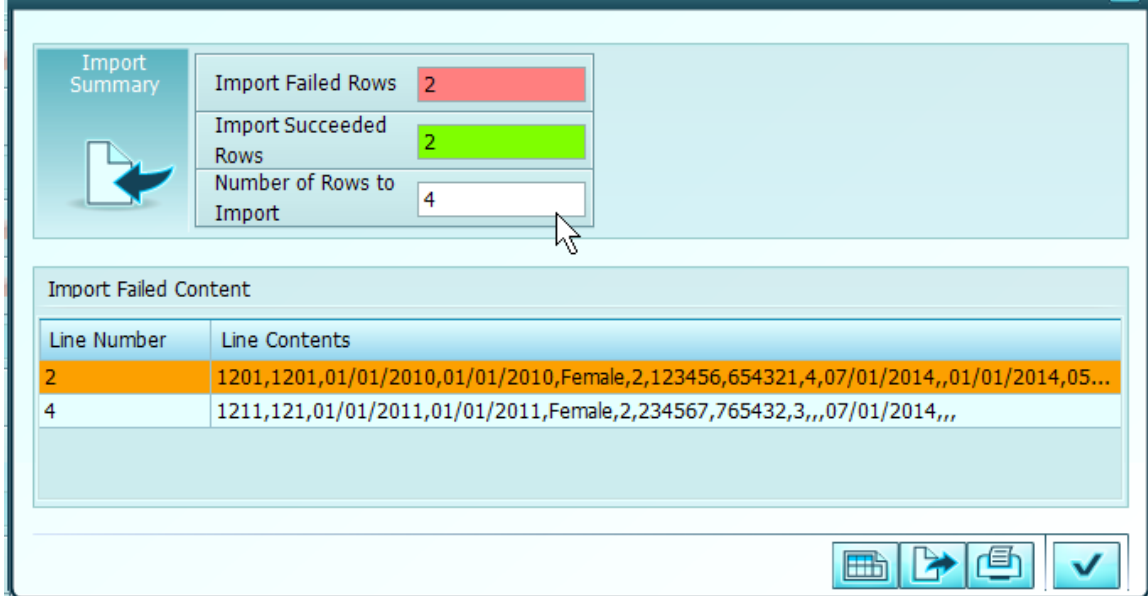 Import
Summary
Import Failed Rows 2
Import Succeeded
Rows
2
Number of Rows to
Import
4
Import Failed Content
Line Number Line Contents
2 1201,1201,01/01/2010,01/01/2010,Female,2,123456,654321,4,07/01/2014,,01/01/2014,05...
4 1211,121,01/01/2011,01/01/2011,Female,2,234567,765432,3,,,07/01/2014,,,